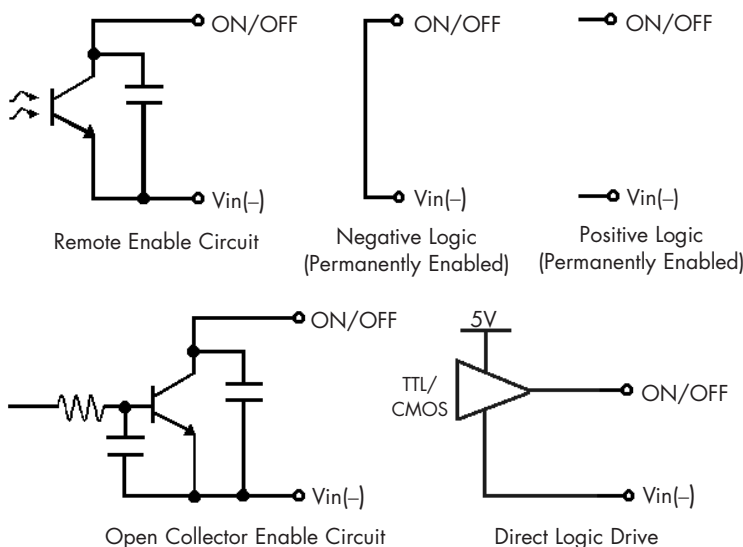 ON/OFF
Vin(–)
Remote Enable Circuit
ON/OFF
Vin(–)
Negative Logic
(Permanently Enabled)
ON/OFF
Vin(–)
Positive Logic
(Permanently Enabled)
ON/OFF
Vin(–)
Open Collector Enable Circuit
5V
TTL/
CMOS
ON/OFF
Vin(–)
Direct Logic Drive